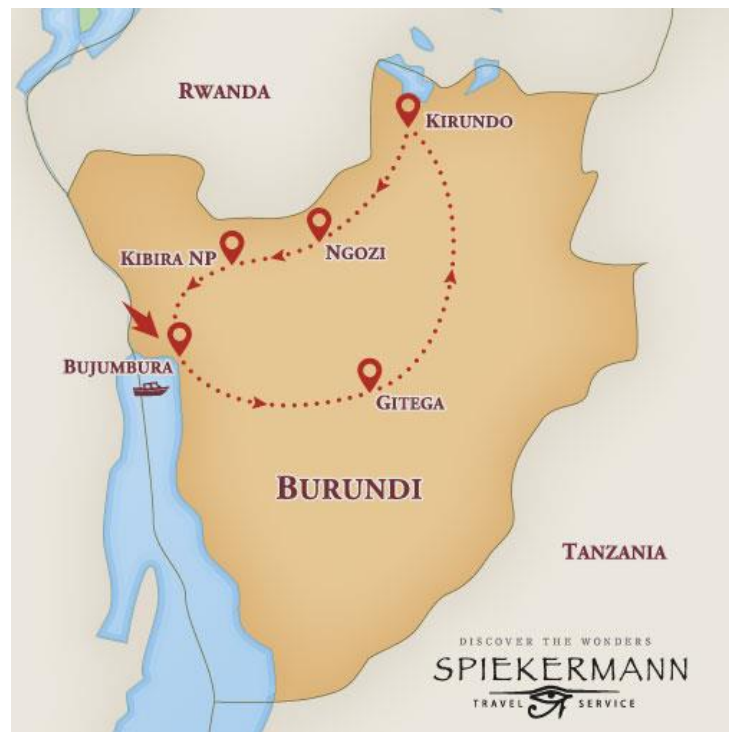 RWANDA
KIRUNDO
NGOZI
KIBIRA NP
BUJUMBURA
GITEGA
BURUNDI
TANZANIA
DISCOVER THE WONDERS
SPIEKERMANN
TRAVEL SERVICE